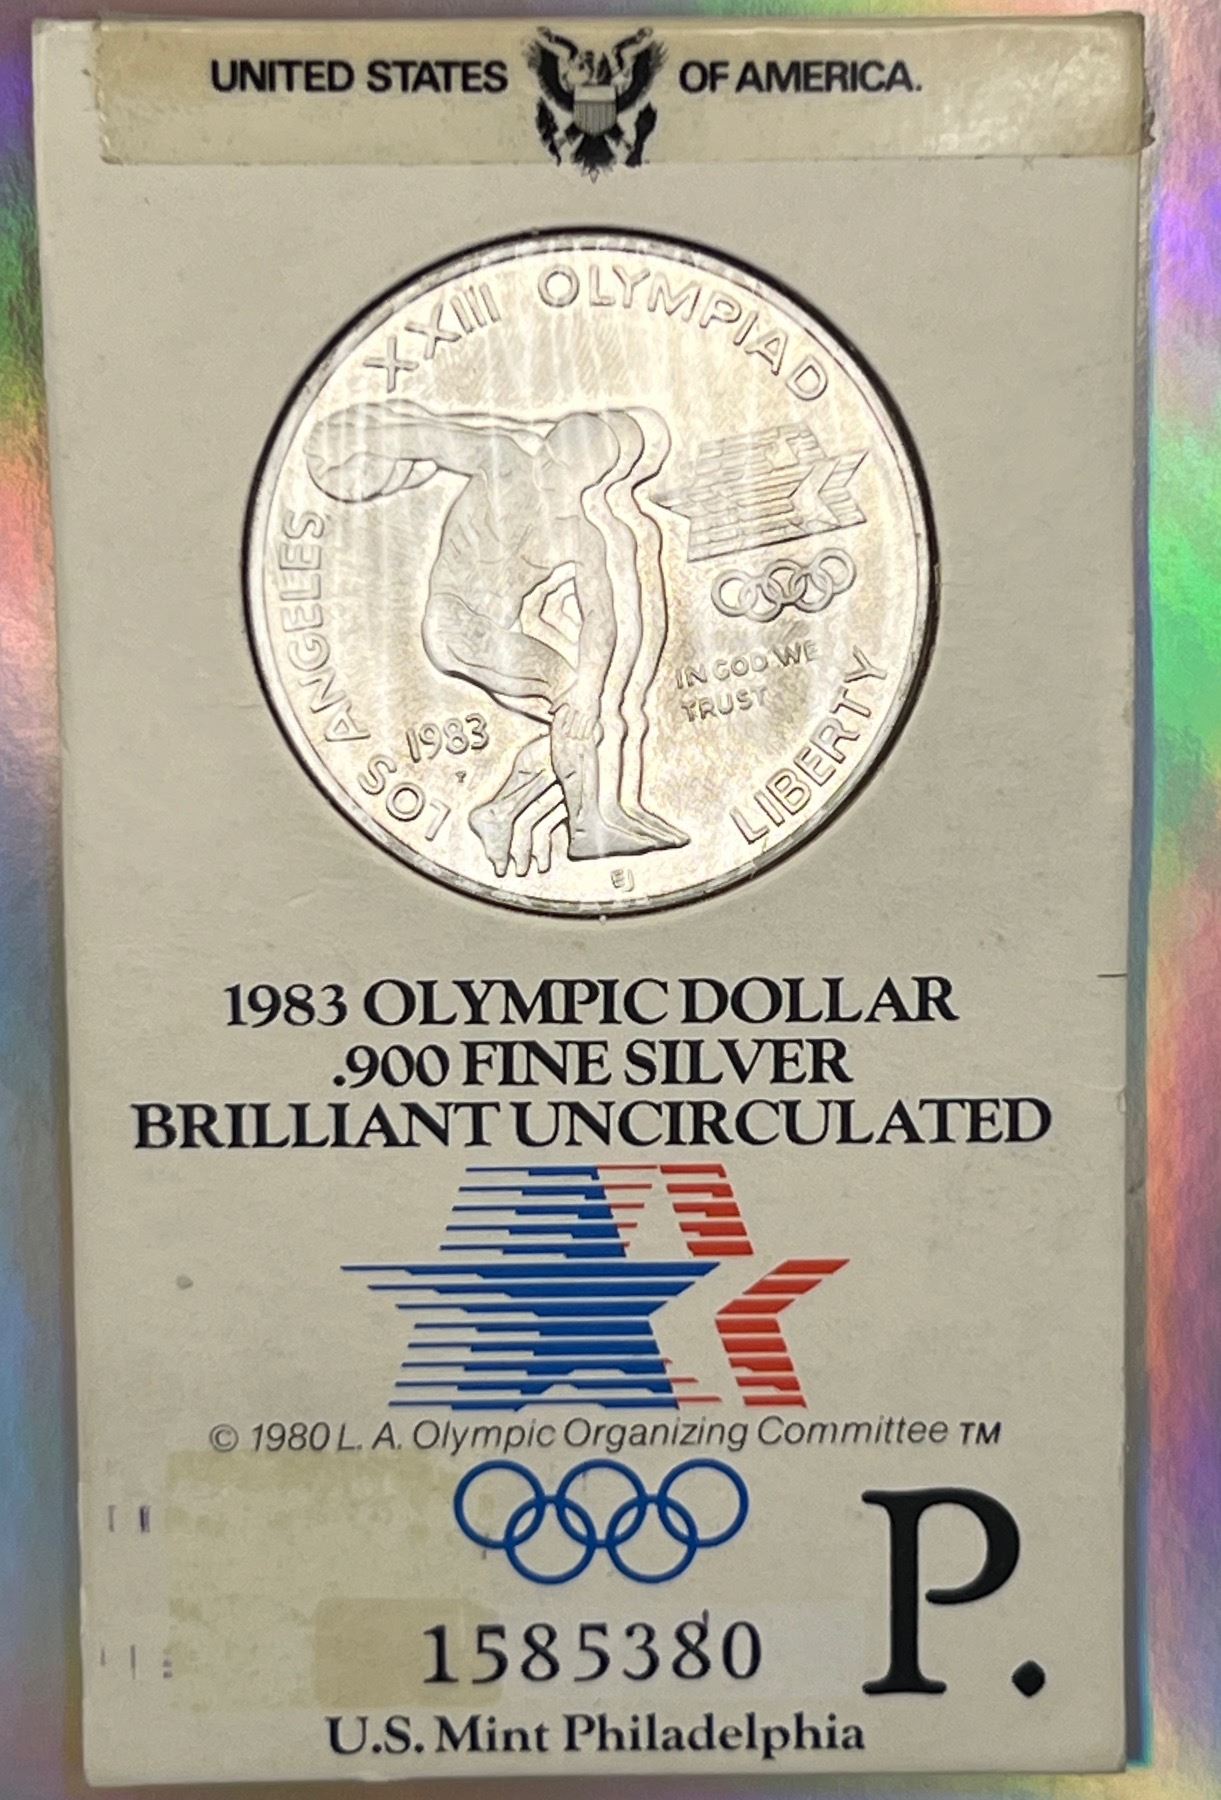 UNITED STATES OF AMERICA.
XXIII OLYMPIAD
LOS ANGELES
1983
P
IN GOD WE
TRUST
LIBERTY
EJ
1983 OLYMPIC DOLLAR
.900 FINE SILVER
BRILLIANT UNCIRCULATED
© 1980 L. A. Olympic Organizing Committee TM
P.
1585380
U.S. Mint Philadelphia